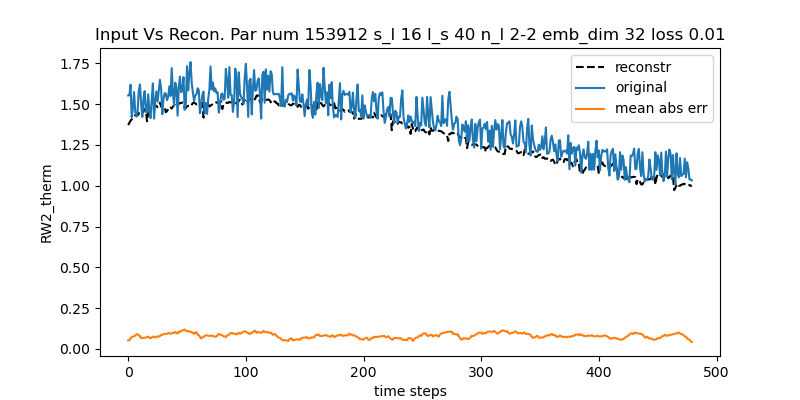 Input Vs Recon. Par num 153912 s_l 16 l_s 40 n_l 2-2 emb_dim 32 loss 0.01
reconstr
original
mean abs err
RW2_therm
1.75
1.50
1.25
1.00
0.75
0.50
0.25
0.00
0
100
200
300
400
500
time steps